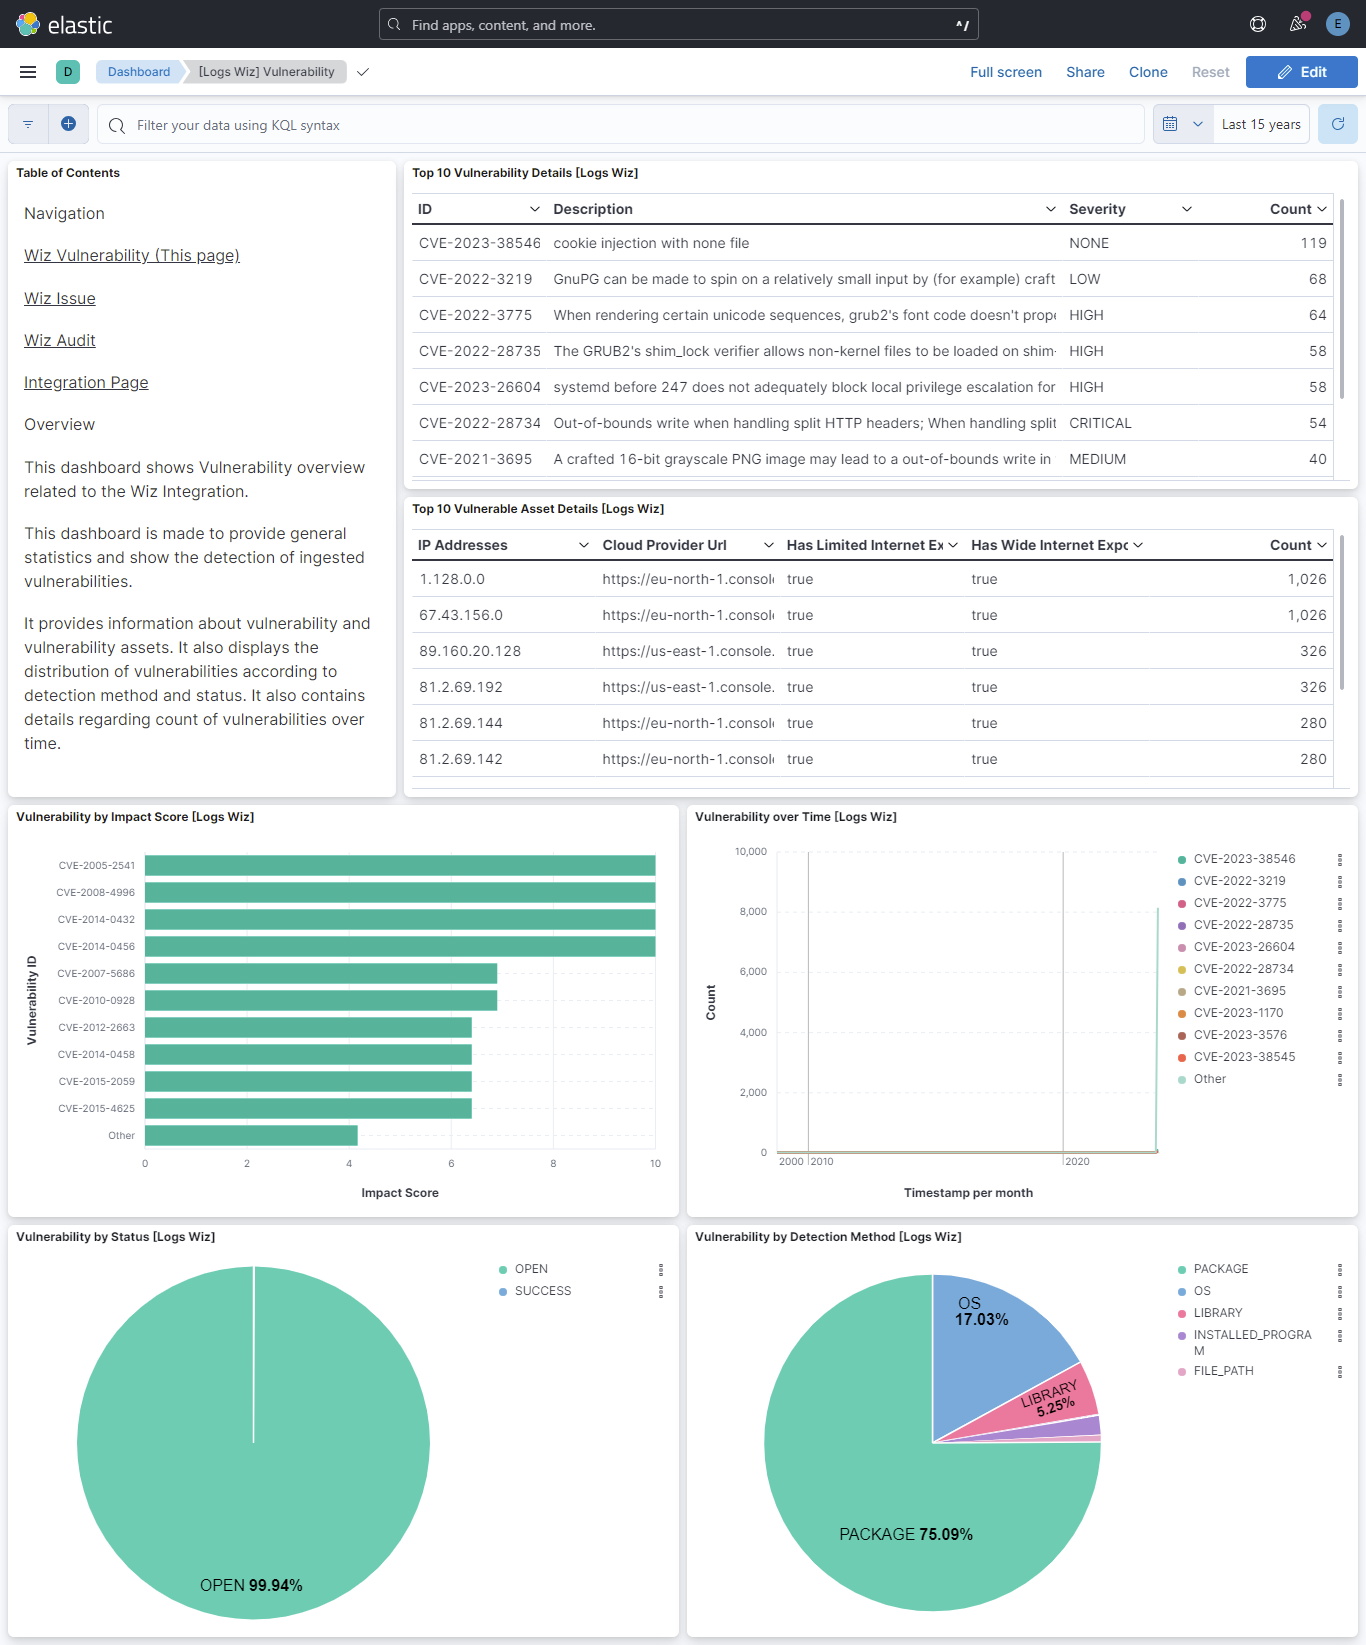 elastic
Find apps, content, and more.
^/
E
D
Dashboard
[Logs Wiz] Vulnerability
Full screen
Share
Clone
Reset
Edit
Filter your data using KQL syntax
Last 15 years
Table of Contents
Navigation
Wiz Vulnerability (This page)
Wiz Issue
Wiz Audit
Integration Page
Overview
This dashboard shows Vulnerability overview
related to the Wiz Integration.
This dashboard is made to provide general
statistics and show the detection of ingested
vulnerabilities.
It provides information about vulnerability and
vulnerability assets. It also displays the
distribution of vulnerabilities according to
detection method and status. It also contains
details regarding count of vulnerabilities over
time.
Top 10 Vulnerability Details [Logs Wiz]
ID Description Severity Count
CVE-2023-38546 cookie injection with none file NONE 119
CVE-2022-3219 GnuPG can be made to spin on a relatively small input by (for example) craft LOW 68
CVE-2022-3775 When rendering certain unicode sequences, grub2's font code doesn't prope HIGH 64
CVE-2022-28735 The GRUB2's shim_lock verifier allows non-kernel files to be loaded on shim- HIGH 58
CVE-2023-26604 systemd before 247 does not adequately block local privilege escalation for HIGH 58
CVE-2022-28734 Out-of-bounds write when handling split HTTP headers; When handling split CRITICAL 54
CVE-2021-3695 A crafted 16-bit grayscale PNG image may lead to a out-of-bounds write in MEDIUM 40
Top 10 Vulnerable Asset Details [Logs Wiz]
IP Addresses Cloud Provider Url Has Limited Internet Ex Has Wide Internet Expo Count
1.128.0.0 https://eu-north-1.consol true true 1,026
67.43.156.0 https://eu-north-1.consol true true 1,026
89.160.20.128 https://us-east-1.console. true true 326
81.2.69.192 https://us-east-1.console. true true 326
81.2.69.144 https://eu-north-1.consol true true 280
81.2.69.142 https://eu-north-1.consol true true 280
Vulnerability by Impact Score [Logs Wiz]
Vulnerability ID
CVE-2005-2541
CVE-2008-4996
CVE-2014-0432
CVE-2014-0456
CVE-2007-5686
CVE-2010-0928
CVE-2012-2663
CVE-2014-0458
CVE-2015-2059
CVE-2015-4625
Other
0 2 4 6 8 10
Impact Score
Vulnerability over Time [Logs Wiz]
Count
10,000
8,000
6,000
4,000
2,000
0
2000 2010 2020
Timestamp per month
CVE-2023-38546
CVE-2022-3219
CVE-2022-3775
CVE-2022-28735
CVE-2023-26604
CVE-2022-28734
CVE-2021-3695
CVE-2023-1170
CVE-2023-3576
CVE-2023-38545
Other
Vulnerability by Status [Logs Wiz]
OPEN
SUCCESS
OPEN 99.94%
Vulnerability by Detection Method [Logs Wiz]
OS
17.03%
LIBRARY
5.25%
PACKAGE 75.09%
PACKAGE
OS
LIBRARY
INSTALLED_PROGRA
M
FILE_PATH